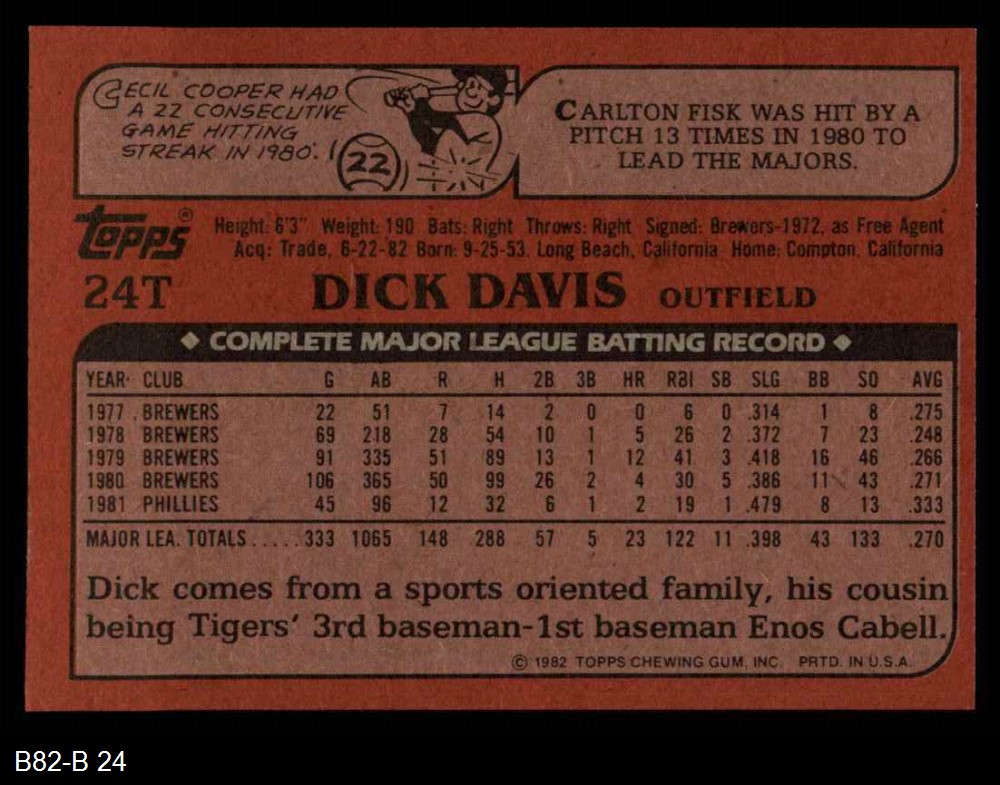 CECIL COOPER HAD
A 22 CONSECUTIVE
GAME HITTING
STREAK IN 1980.
22
CARLTON FISK WAS HIT BY A
PITCH 13 TIMES IN 1980 TO
LEAD THE MAJORS.
topps®
Height: 6'3" Weight: 190 Bats: Right Throws: Right Signed: Brewers-1972, as Free Agent
Acq: Trade, 6-22-82 Born: 9-25-53, Long Beach, California Home: Compton, California
24T DICK DAVIS OUTFIELD
◆ COMPLETE MAJOR LEAGUE BATTING RECORD ◆
YEAR CLUB G AB R H 2B 3B HR RBI SB SLG BB SO AVG
1977 BREWERS 22 51 7 14 2 0 0 6 0 .314 1 8 .275
1978 BREWERS 69 218 28 54 10 1 5 26 2 .372 7 23 .248
1979 BREWERS 91 335 51 89 13 1 12 41 3 .418 16 46 .266
1980 BREWERS 106 365 50 99 26 2 4 30 5 .386 11 43 .271
1981 PHILLIES 45 96 12 32 6 1 2 19 1 .479 8 13 .333
MAJOR LEA. TOTALS.....333 1065 148 288 57 5 23 122 11 .398 43 133 .270
Dick comes from a sports oriented family, his cousin
being Tigers' 3rd baseman-1st baseman Enos Cabell.
© 1982 TOPPS CHEWING GUM, INC. PRTD. IN U.S.A.
B82-B 24